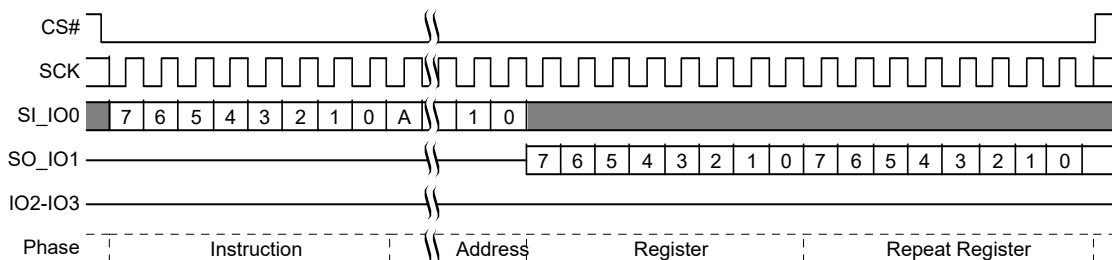 CS#
SCK
SI_IO0 7 6 5 4 3 2 1 0 A 1 0
SO_IO1 7 6 5 4 3 2 1 0 7 6 5 4 3 2 1 0
IO2-IO3
Phase Instruction Address Register Repeat Register